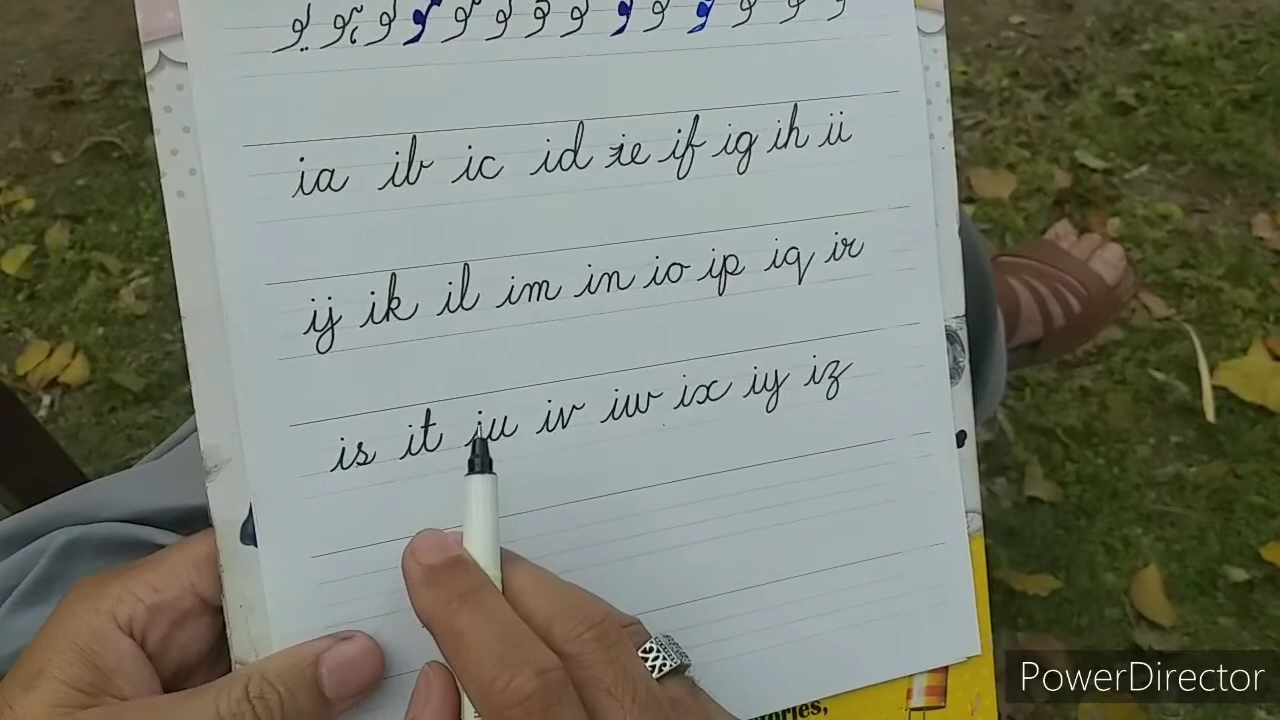 ia ib ic id ie if ig ih ii
ij ik il im in io ip iq ir
is it iu iv iw ix iy iz
PowerDirector